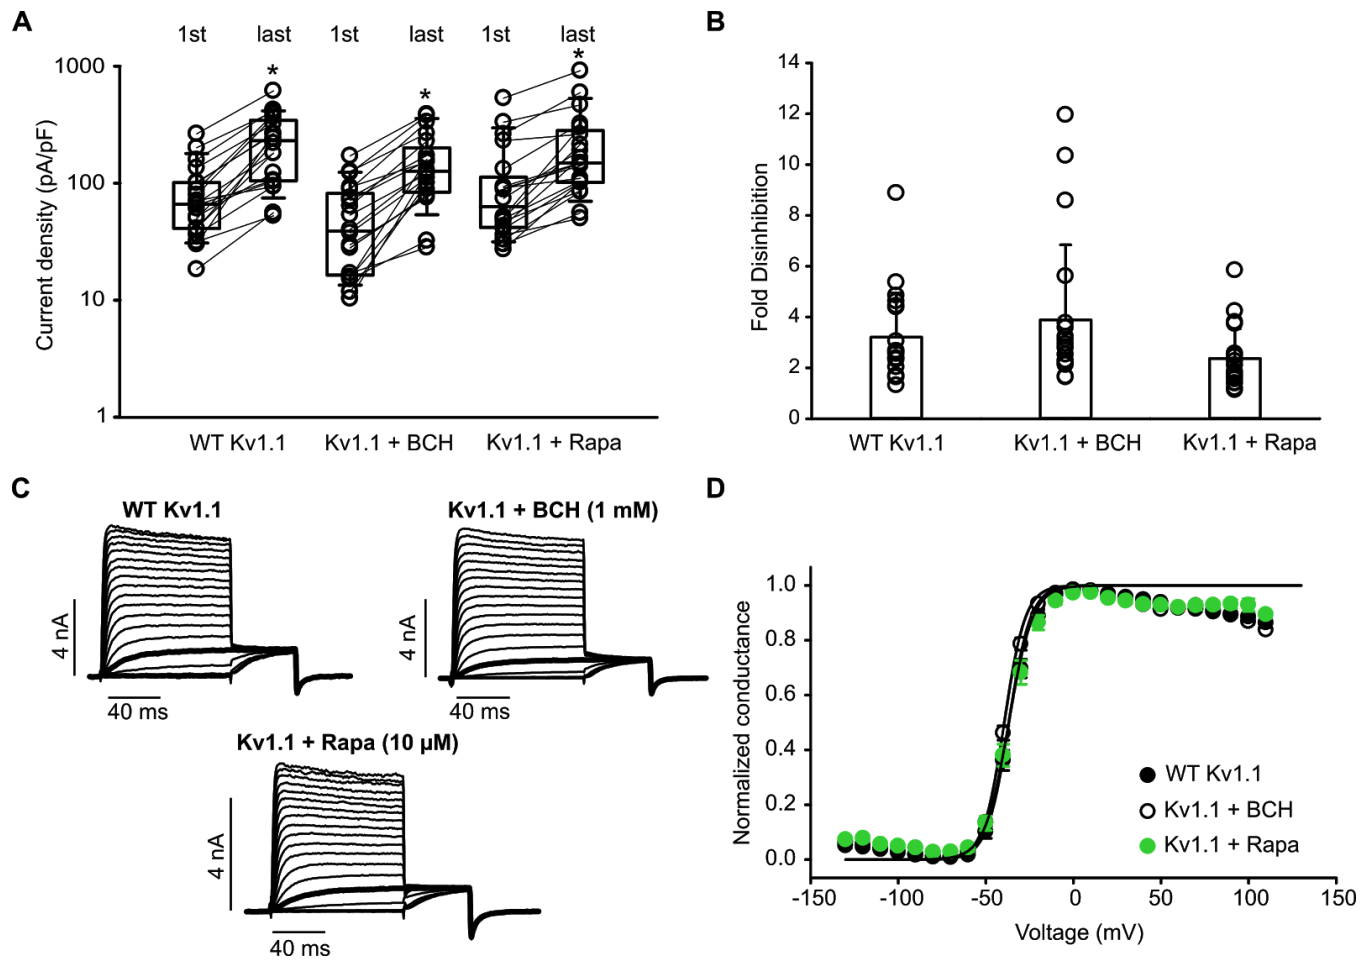 A
1st last 1st last 1st last
* * *
1000
100
10
1
Current density (pA/pF)
WT Kv1.1 Kv1.1 + BCH Kv1.1 + Rapa
B
14
12
10
8
6
4
2
0
Fold Disinhibition
WT Kv1.1 Kv1.1 + BCH Kv1.1 + Rapa
C
WT Kv1.1
4 nA
40 ms
Kv1.1 + BCH (1 mM)
4 nA
40 ms
Kv1.1 + Rapa (10 µM)
4 nA
40 ms
D
1.0
0.8
0.6
0.4
0.2
0.0
Normalized conductance
WT Kv1.1
Kv1.1 + BCH
Kv1.1 + Rapa
-150 -100 -50 0 50 100 150
Voltage (mV)